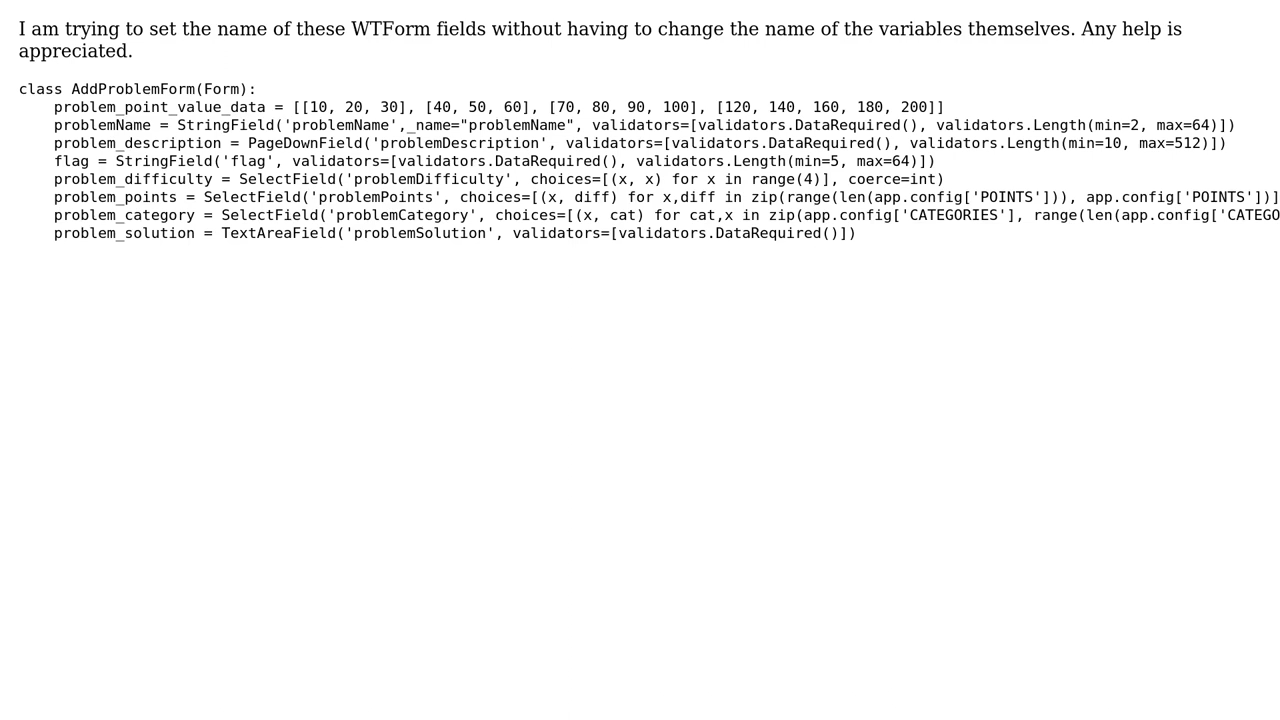 I am trying to set the name of these WTForm fields without having to change the name of the variables themselves. Any help is
appreciated.
class AddProblemForm(Form):
    problem_point_value_data = [[10, 20, 30], [40, 50, 60], [70, 80, 90, 100], [120, 140, 160, 180, 200]]
    problemName = StringField('problemName',_name="problemName", validators=[validators.DataRequired(), validators.Length(min=2, max=64)])
    problem_description = PageDownField('problemDescription', validators=[validators.DataRequired(), validators.Length(min=10, max=512)])
    flag = StringField('flag', validators=[validators.DataRequired(), validators.Length(min=5, max=64)])
    problem_difficulty = SelectField('problemDifficulty', choices=[(x, x) for x in range(4)], coerce=int)
    problem_points = SelectField('problemPoints', choices=[(x, diff) for x,diff in zip(range(len(app.config['POINTS'])), app.config['POINTS'])]
    problem_category = SelectField('problemCategory', choices=[(x, cat) for cat,x in zip(app.config['CATEGORIES'], range(len(app.config['CATEGO
    problem_solution = TextAreaField('problemSolution', validators=[validators.DataRequired()])